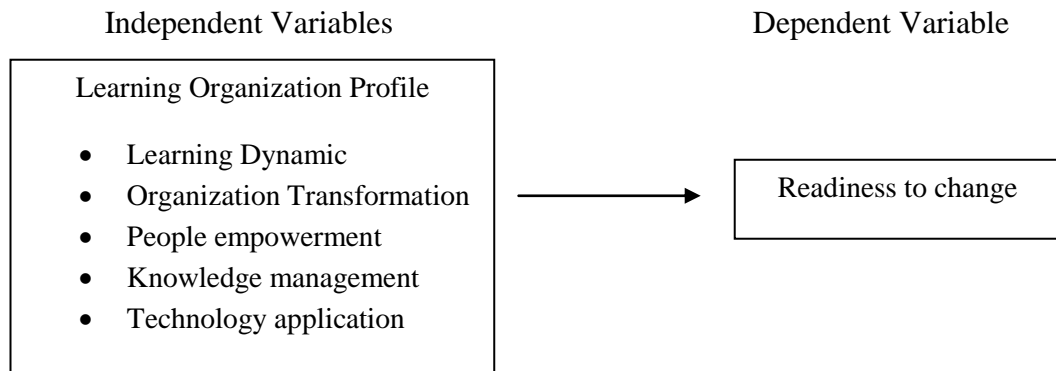 Independent Variables
Dependent Variable
Learning Organization Profile
• Learning Dynamic
• Organization Transformation
• People empowerment
• Knowledge management
• Technology application
Readiness to change